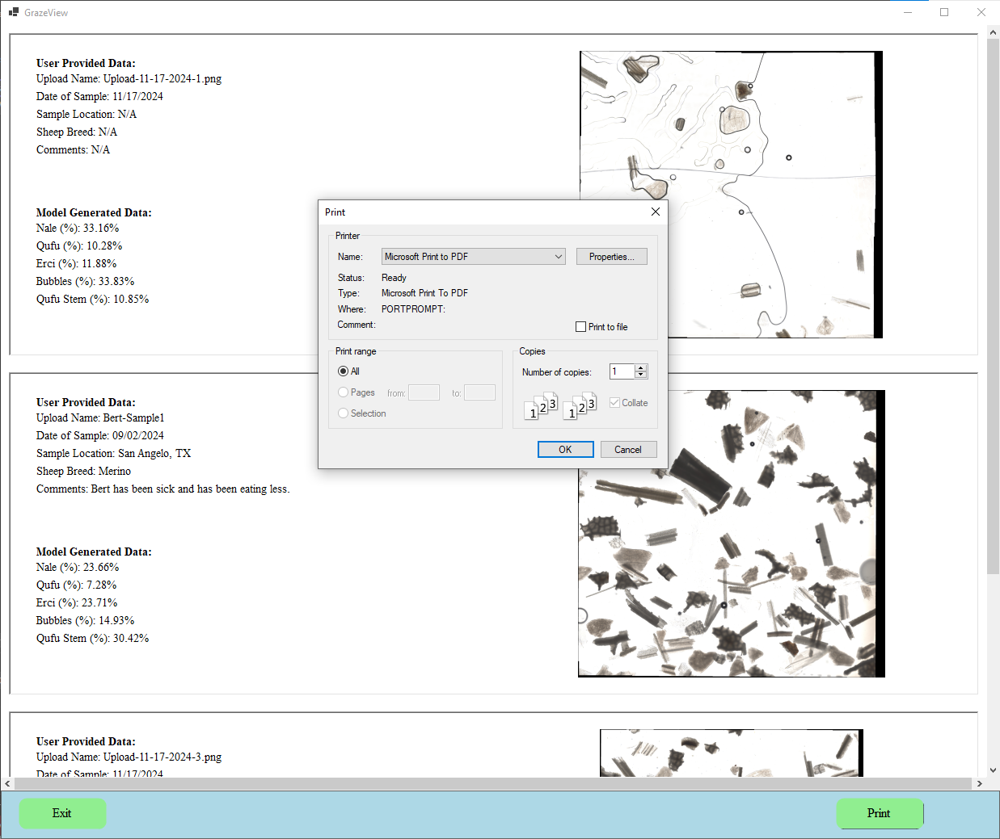 GrazeView
User Provided Data:
Upload Name: Upload-11-17-2024-1.png
Date of Sample: 11/17/2024
Sample Location: N/A
Sheep Breed: N/A
Comments: N/A
Model Generated Data:
Nale (%): 33.16%
Qufu (%): 10.28%
Erci (%): 11.88%
Bubbles (%): 33.83%
Qufu Stem (%): 10.85%
Print
Printer
Name: Microsoft Print to PDF Properties...
Status: Ready
Type: Microsoft Print To PDF
Where: PORTPROMPT:
Comment: Print to file
Print range
All
Pages from: to:
Selection
Copies
Number of copies: 1
1 2 3 1 2 3 Collate
OK Cancel
User Provided Data:
Upload Name: Bert-Sample1
Date of Sample: 09/02/2024
Sample Location: San Angelo, TX
Sheep Breed: Merino
Comments: Bert has been sick and has been eating less.
Model Generated Data:
Nale (%): 23.66%
Qufu (%): 7.28%
Erci (%): 23.71%
Bubbles (%): 14.93%
Qufu Stem (%): 30.42%
User Provided Data:
Upload Name: Upload-11-17-2024-3.png
Date of Sample: 11/17/2024
Exit Print